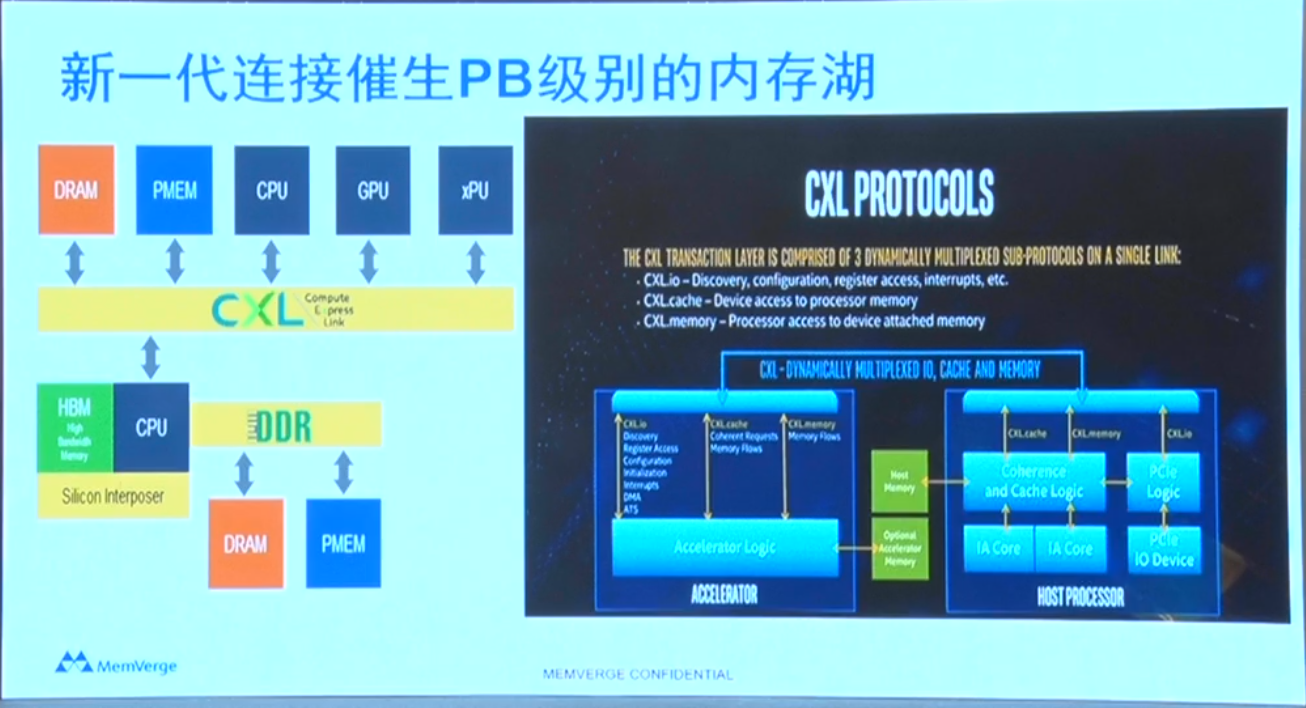 新一代连接催生PB级别的内存湖
DRAM
PMEM
CPU
GPU
xPU
CXL
Compute
Express
Link
HBM
High
Bandwidth
Memory
CPU
DDR
Silicon Interposer
DRAM
PMEM
CXL PROTOCOLS
THE CXL TRANSACTION LAYER IS COMPRISED OF 3 DYNAMICALLY MULTIPLEXED SUB-PROTOCOLS ON A SINGLE LINK:
• CXL.io – Discovery, configuration, register access, interrupts, etc.
• CXL.cache – Device access to processor memory
• CXL.memory – Processor access to device attached memory
CXL - DYNAMICALLY MULTIPLEXED IO, CACHE AND MEMORY
CXL.io
Discovery
Register Access
Configuration
Initialization
Interrupts
DMA
ATS
CXL.cache
Coherent Requests
Memory Flows
CXL.memory
Memory Flows
Accelerator Logic
ACCELERATOR
Host
Memory
Optional
Accelerator
Memory
CXL.cache
CXL.memory
CXL.io
Coherence
and Cache Logic
PCIe
Logic
IA Core
IA Core
PCIe
IO Device
HOST PROCESSOR
MemVerge
MEMVERGE CONFIDENTIAL